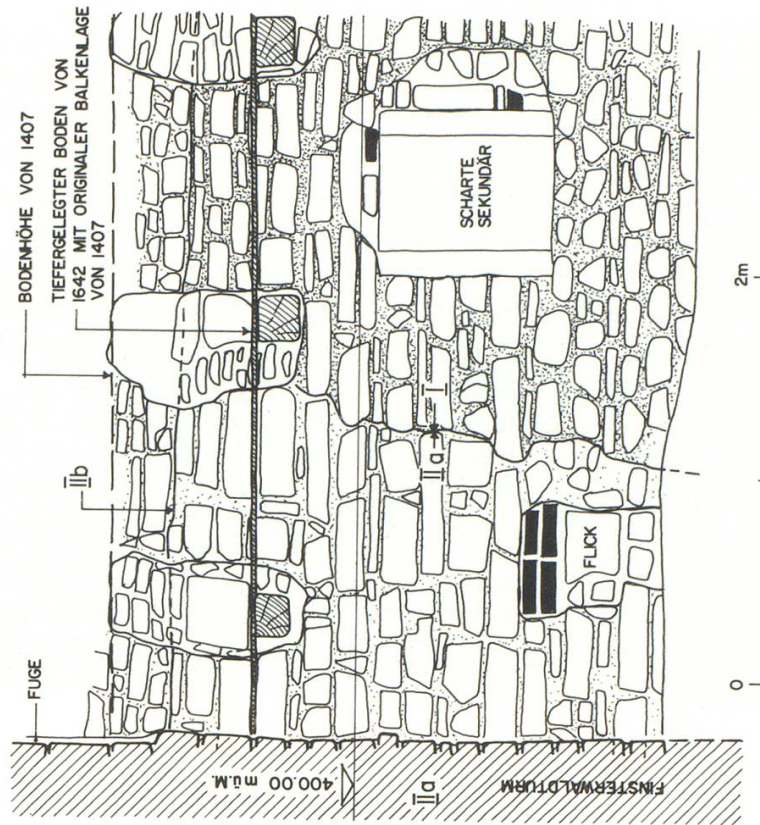 BODENHÖHE VON 1407
TIEFERGELEGTER BODEN VON
1642 MIT ORIGINALER BALKENLAGE
VON 1407
IIb
FUGE
SCHARTE
SEKUNDÄR
I
IIa
FLICK
400.00 mü.M.
IIa
FINSTERWALDTURM
0
2m